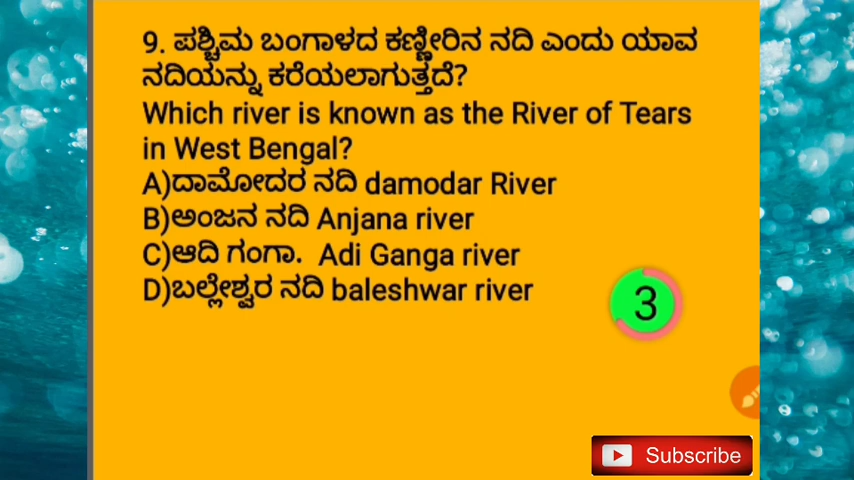 9. ಪಶ್ಚಿಮ ಬಂಗಾಳದ ಕಣ್ಣೀರಿನ ನದಿ ಎಂದು ಯಾವ
ನದಿಯನ್ನು ಕರೆಯಲಾಗುತ್ತದೆ?
Which river is known as the River of Tears
in West Bengal?
A)ದಾಮೋದರ ನದಿ damodar River
B)ಅಂಜನ ನದಿ Anjana river
C)ಆದಿ ಗಂಗಾ. Adi Ganga river
D)ಬಲ್ಲೇಶ್ವರ ನದಿ baleshwar river
3
Subscribe